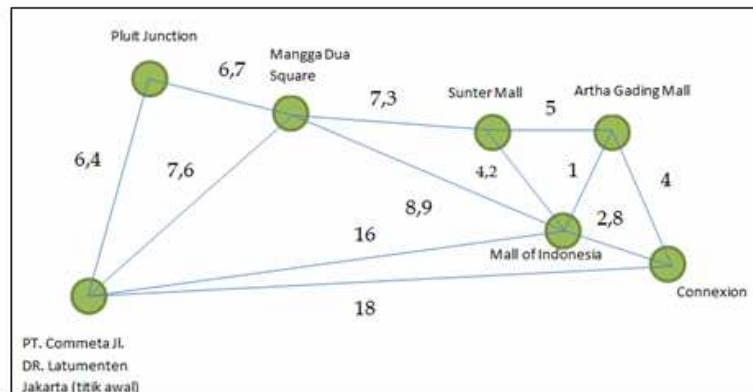 Pluit Junction
Mangga Dua
Square
6,7
7,3
Sunter Mall
Artha Gading Mall
5
6,4
7,6
4,2
1
4
8,9
2,8
16
Mall of Indonesia
Connexion
18
PT. Commeta Jl.
DR. Latumenten
Jakarta (titik awal)